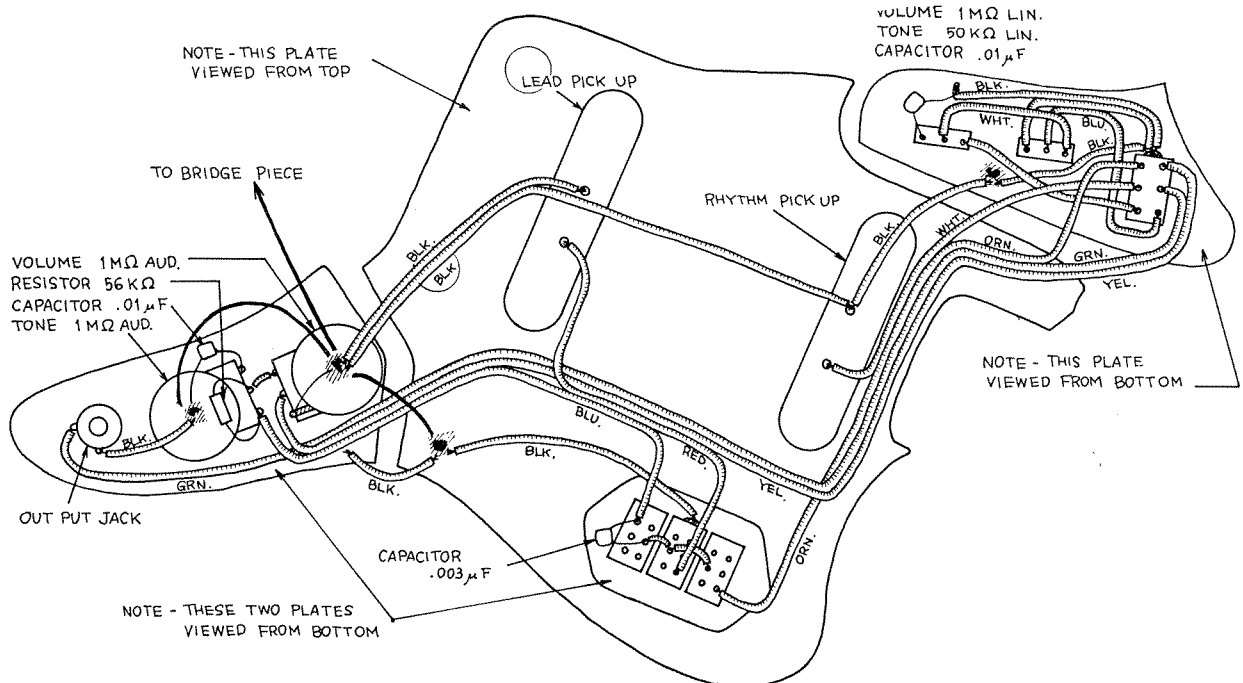 VOLUME 1MΩ LIN.
TONE 50KΩ LIN.
CAPACITOR .01μF
NOTE - THIS PLATE
VIEWED FROM TOP
LEAD PICK UP
BLK.
WHT.
BLU.
BLK
TO BRIDGE PIECE
RHYTHM PICK UP
BLK.
WHT.
ORN.
GRN.
YEL.
BLK.
BLK
VOLUME 1MΩ AUD.
RESISTOR 56KΩ
CAPACITOR .01μF
TONE 1MΩ AUD.
NOTE - THIS PLATE
VIEWED FROM BOTTOM
BLU.
BLK.
BLK.
RED.
YEL.
GRN.
BLK.
OUT PUT JACK
ORN.
CAPACITOR
.003μF
NOTE - THESE TWO PLATES
VIEWED FROM BOTTOM